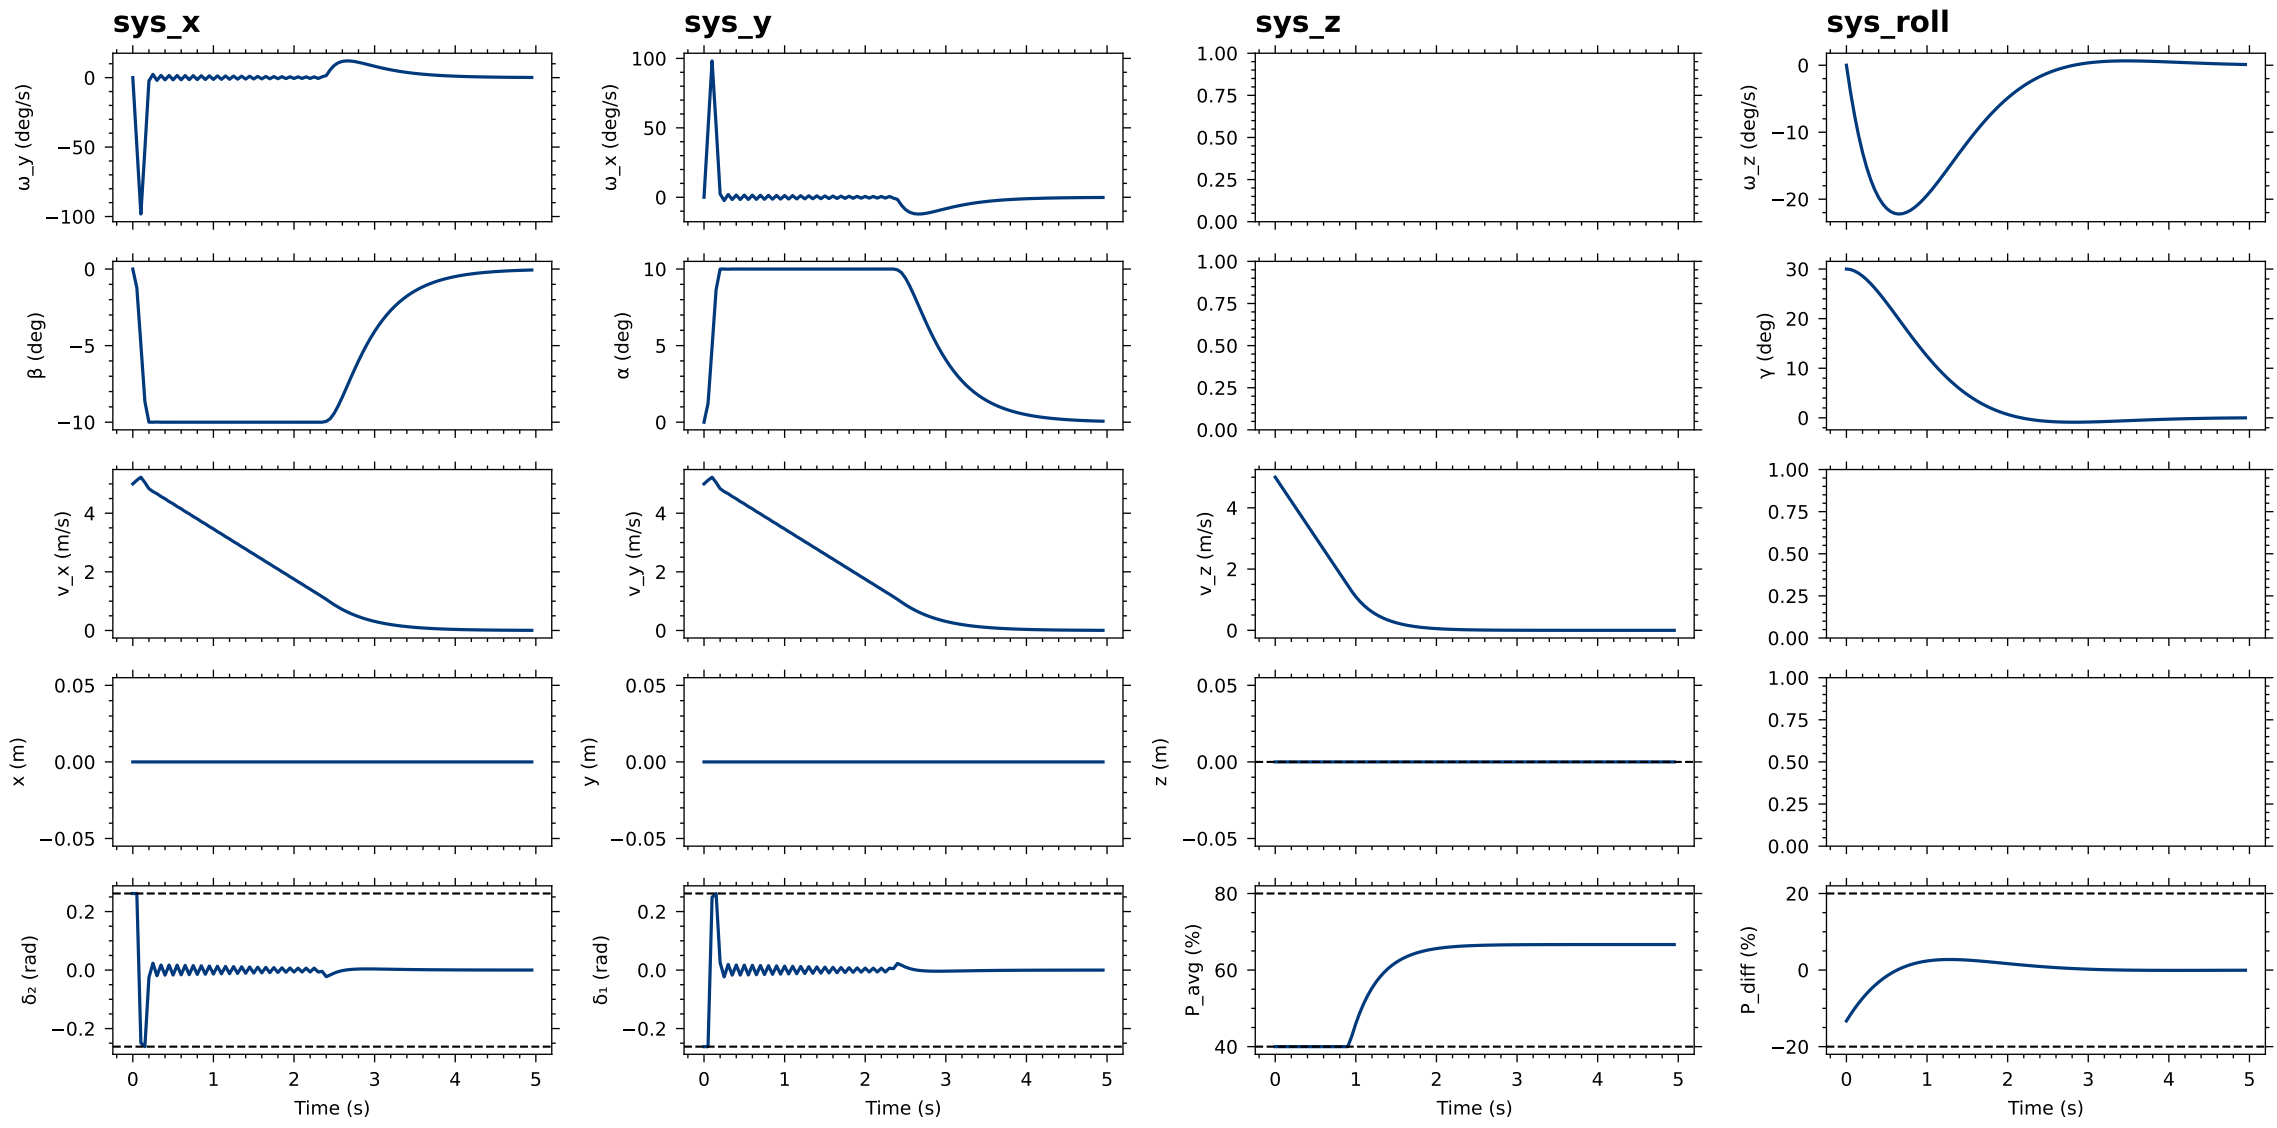 sys_x sys_y sys_z sys_roll
ω_y (deg/s)
0
−50
−100
ω_x (deg/s)
100
50
0
1.00
0.75
0.50
0.25
0.00
ω_z (deg/s)
0
−10
−20
β (deg)
0
−5
−10
α (deg)
10
5
0
1.00
0.75
0.50
0.25
0.00
γ (deg)
30
20
10
0
v_x (m/s)
4
2
0
v_y (m/s)
4
2
0
v_z (m/s)
4
2
0
1.00
0.75
0.50
0.25
0.00
x (m)
0.05
0.00
−0.05
y (m)
0.05
0.00
−0.05
z (m)
0.05
0.00
−0.05
1.00
0.75
0.50
0.25
0.00
δ₂ (rad)
0.2
0.0
−0.2
0 1 2 3 4 5
Time (s)
δ₁ (rad)
0.2
0.0
−0.2
0 1 2 3 4 5
Time (s)
P_avg (%)
80
60
40
0 1 2 3 4 5
Time (s)
P_diff (%)
20
0
−20
0 1 2 3 4 5
Time (s)